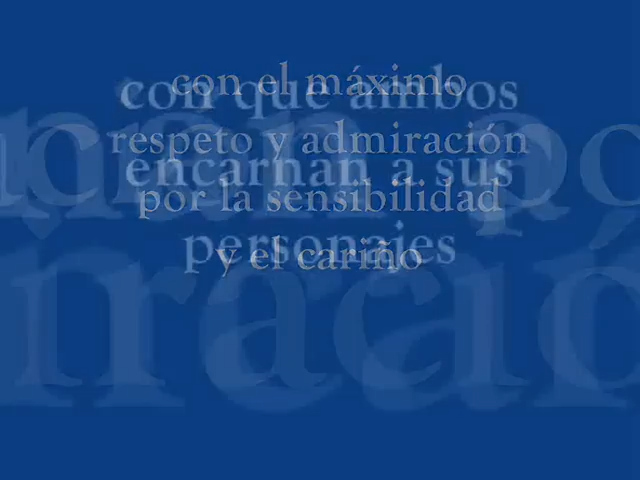 con el máximo
respeto y admiración
por la sensibilidad
y el cariño
con que ambos
encarnan a sus
personajes